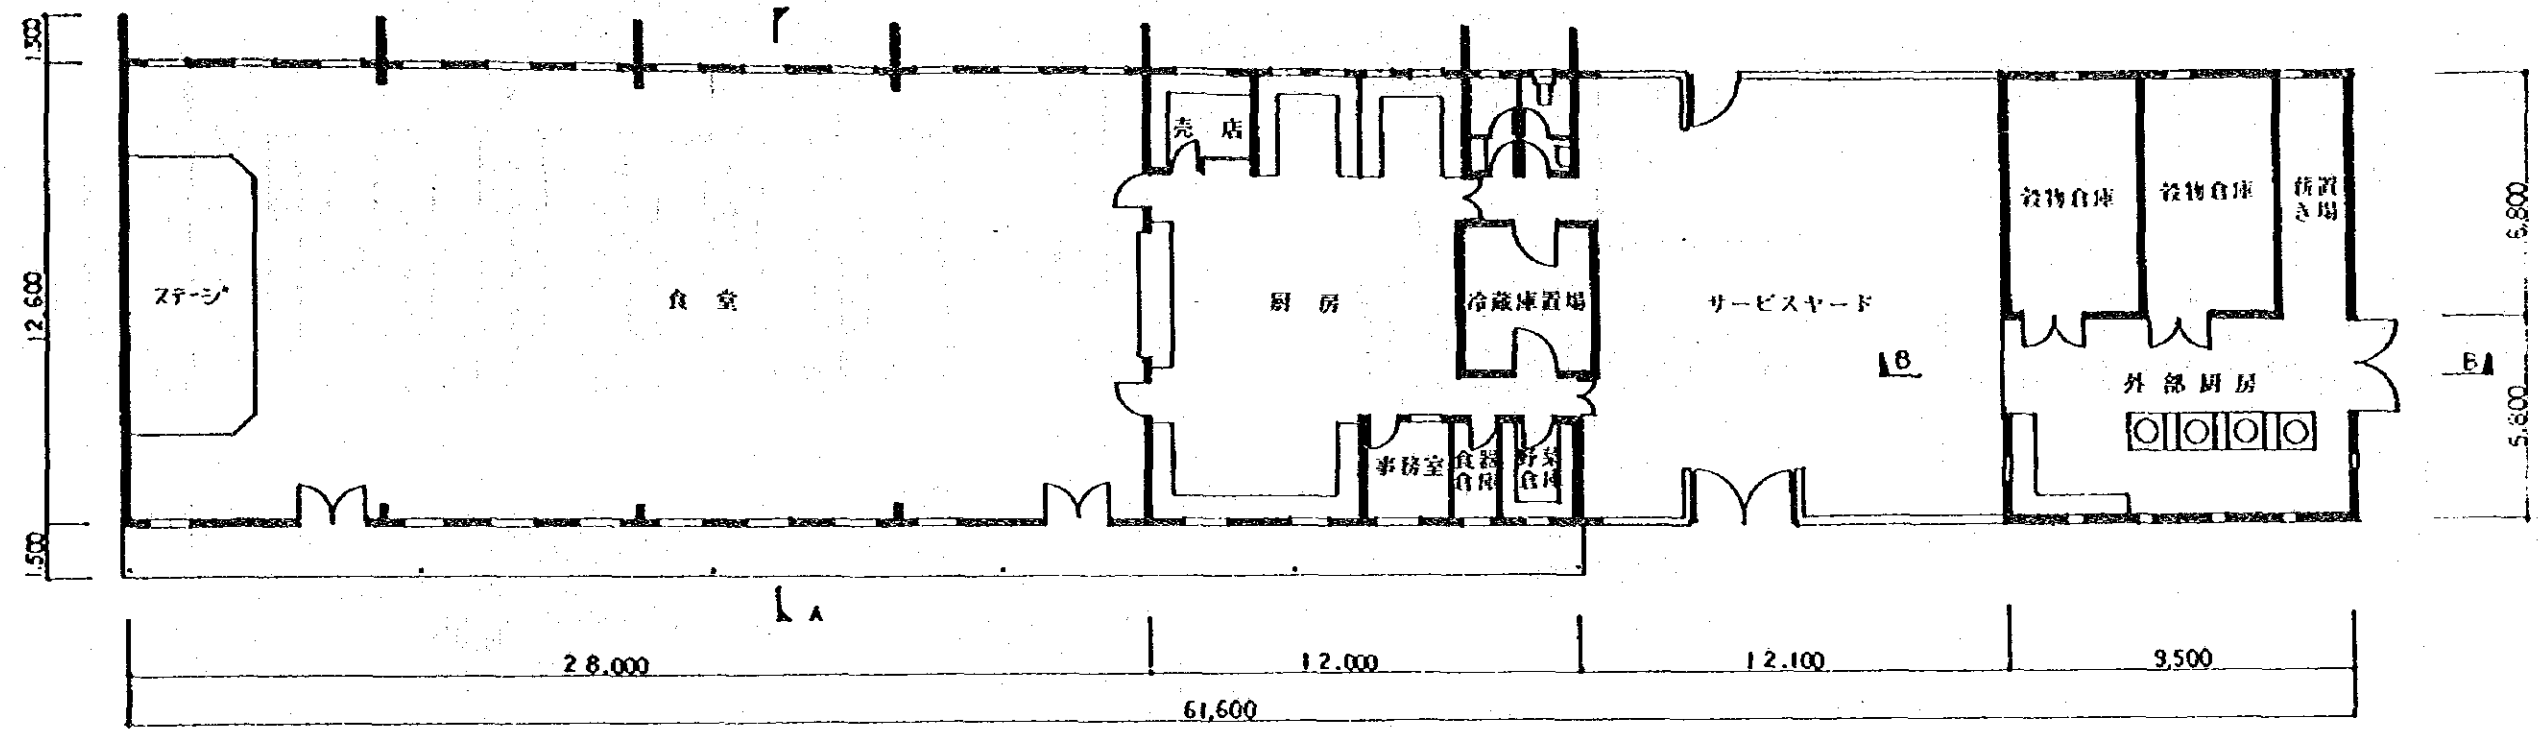 1.500
12.600
1.500
売店
ステージ
食堂
厨房
冷蔵庫置場
サービスヤード
穀物倉庫
穀物倉庫
薪置
き場
6,800
5,800
B
B
外部厨房
事務室
食器
倉庫
野菜
倉庫
A
28.000
12.000
12.100
9,500
61,600